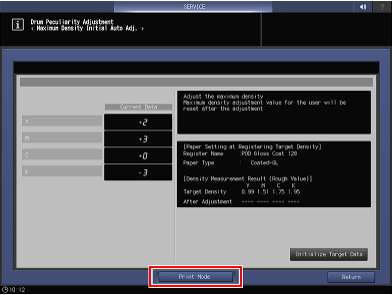 SERVICE
i
Drum Peculiarity Adjustment
< Maximum Density Initial Auto Adj. >
Current Data
Y
+2
M
+3
C
+0
K
-3
Adjust the maximum density
Maximum density adjustment value for the user will be
reset after the adjustment
[Paper Setting at Registering Target Density]
Register Name POD Gloss Coat 128
Paper Type : Coated-GL
[Density Measurement Result (Rough Value)]
Y M C K
Target Density 0.99 1.51 1.75 1.95
After Adjustment ---- ---- ---- ----
Initialize Target Data
Print Mode
Return
10:12